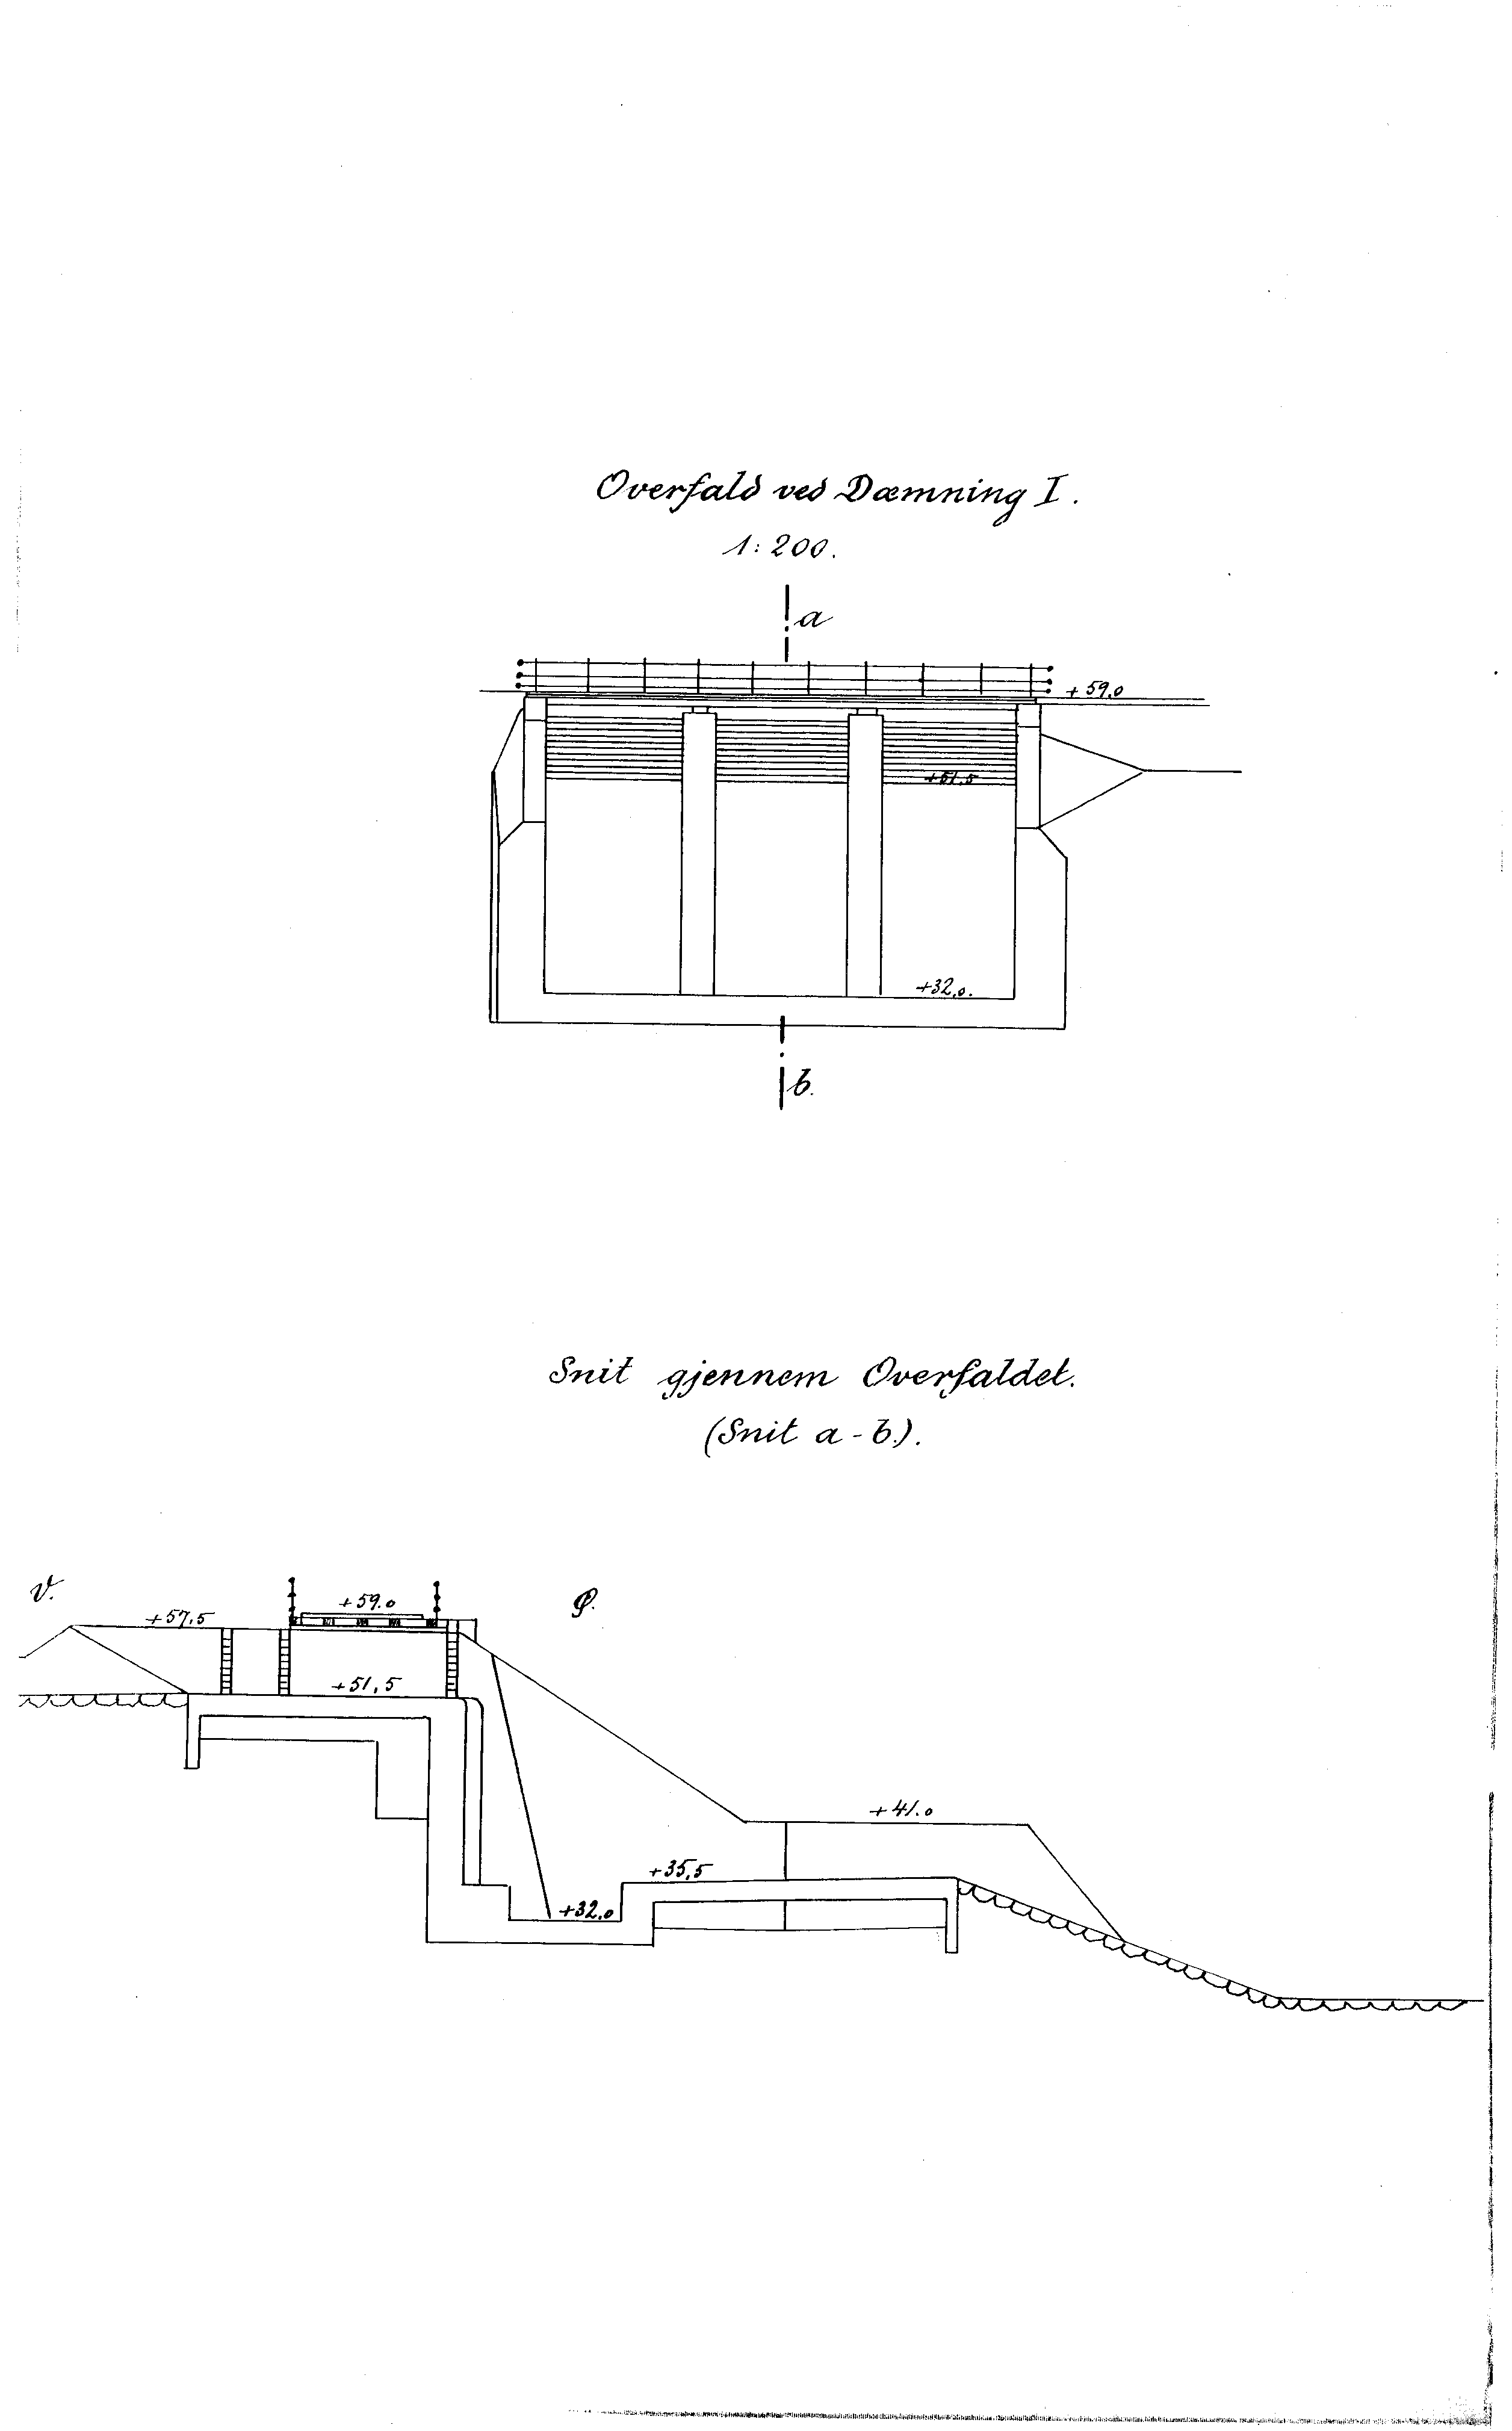 Overfald ved Dæmning I.
1:200.
a
+59,0
+51,5
+32,0.
b.
Snit gjennem Overfaldet.
(Snit a-b.).
V.
Ø.
+59.0
+57,5
+51,5
+41.0
+35,5
+32,0